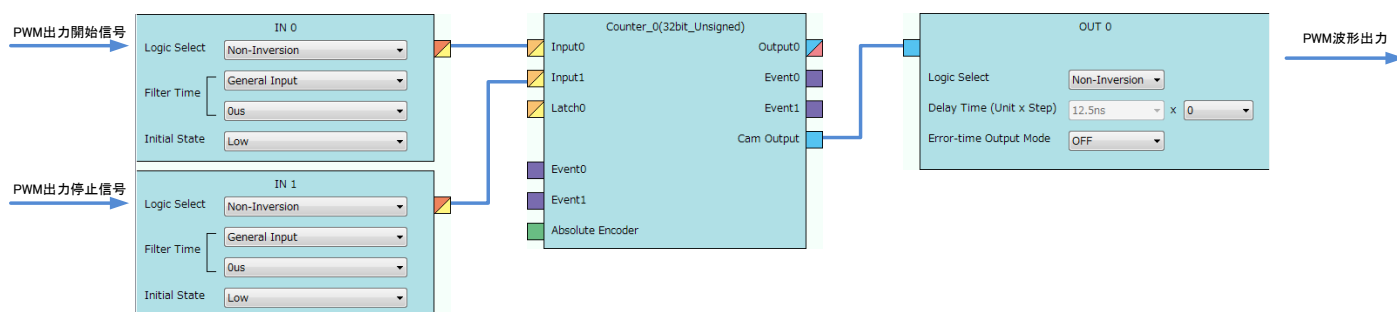 PWM出力開始信号
IN 0
Logic Select
Non-Inversion
Filter Time
General Input
0us
Initial State
Low
PWM出力停止信号
IN 1
Logic Select
Non-Inversion
Filter Time
General Input
0us
Initial State
Low
Counter_0(32bit_Unsigned)
Input0
Output0
Input1
Event0
Latch0
Event1
Cam Output
Event0
Event1
Absolute Encoder
OUT 0
Logic Select
Non-Inversion
Delay Time (Unit x Step)
12.5ns
x
0
Error-time Output Mode
OFF
PWM波形出力